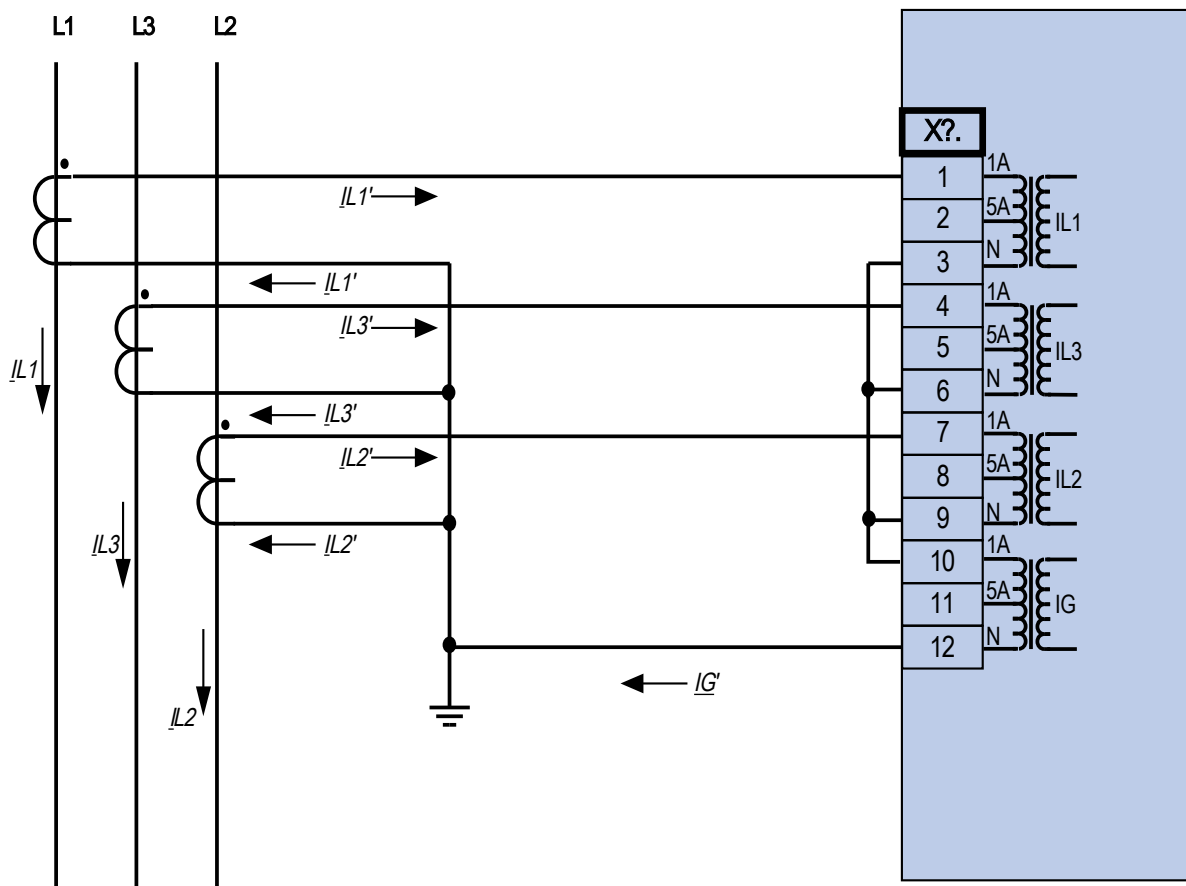 L1 L3 L2
X?.
1 1A
IL1'
2 5A IL1
3 N
IL1'
4 1A
IL3'
5 5A IL3
IL1
6 N
IL3'
7 1A
IL2'
8 5A IL2
9 N
IL3 IL2'
10 1A
11 5A IG
12 N
IG'
IL2